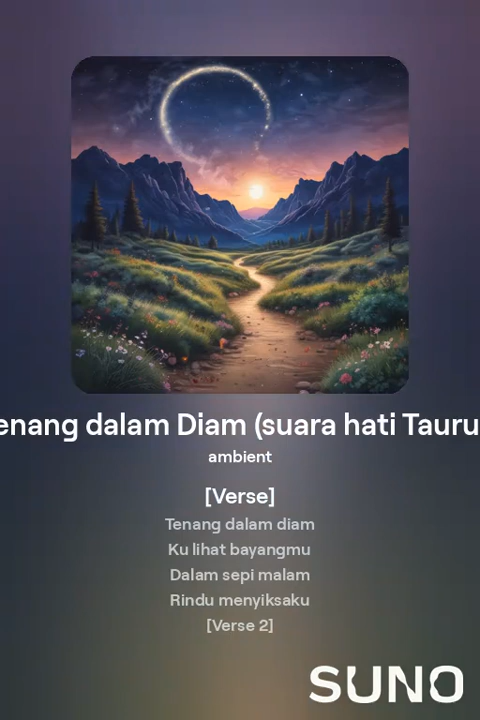 enang dalam Diam (suara hati Tauru
ambient
[Verse]
Tenang dalam diam
Ku lihat bayangmu
Dalam sepi malam
Rindu menyiksaku
[Verse 2]
SUNO